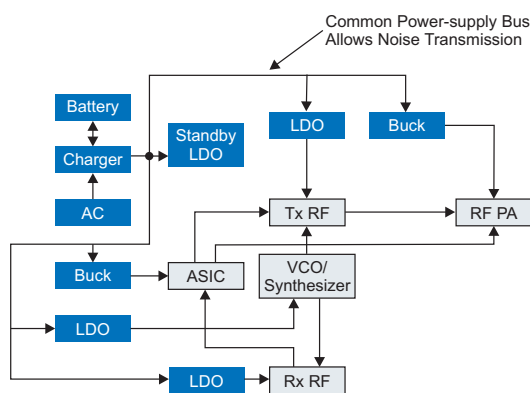 Common Power-supply Bus
Allows Noise Transmission
Battery
Standby
LDO
LDO
Buck
Charger
AC
Tx RF
RF PA
Buck
ASIC
VCO/
Synthesizer
LDO
LDO
Rx RF